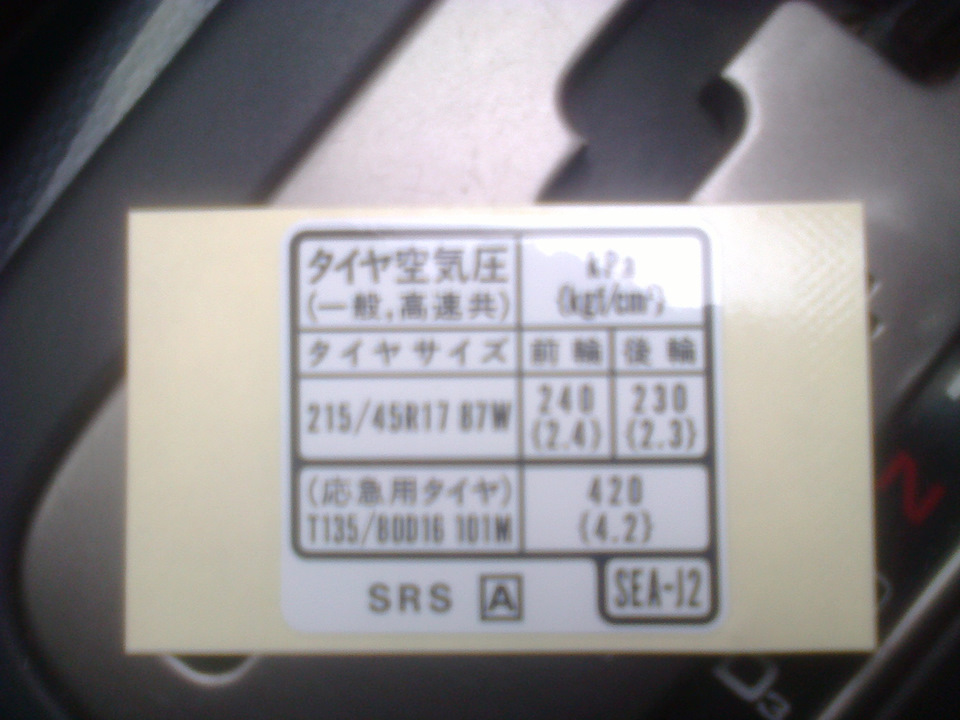 タイヤ空気圧 kPa
(一般,高速共) (kgf/cm²)
タイヤサイズ 前輪 後輪
215/45R17 87W 240 230
(2.4) (2.3)
(応急用タイヤ) 420
T135/80D16 101M (4.2)
SRS A SEA-J2
N
D3